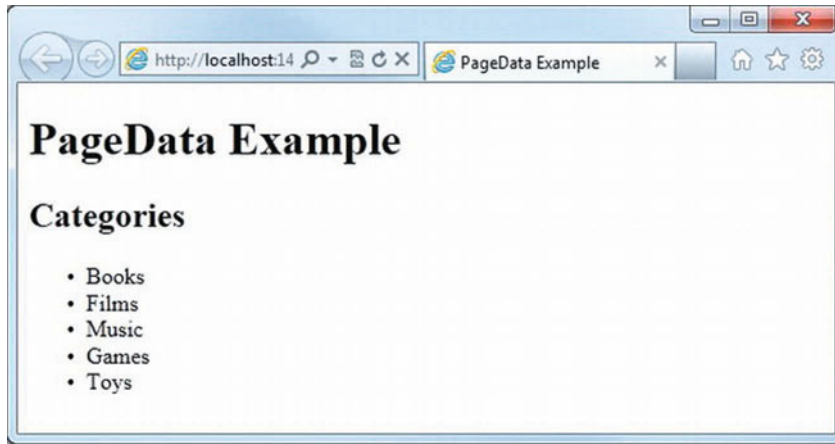 http://localhost:14
PageData Example
PageData Example
Categories
• Books
• Films
• Music
• Games
• Toys